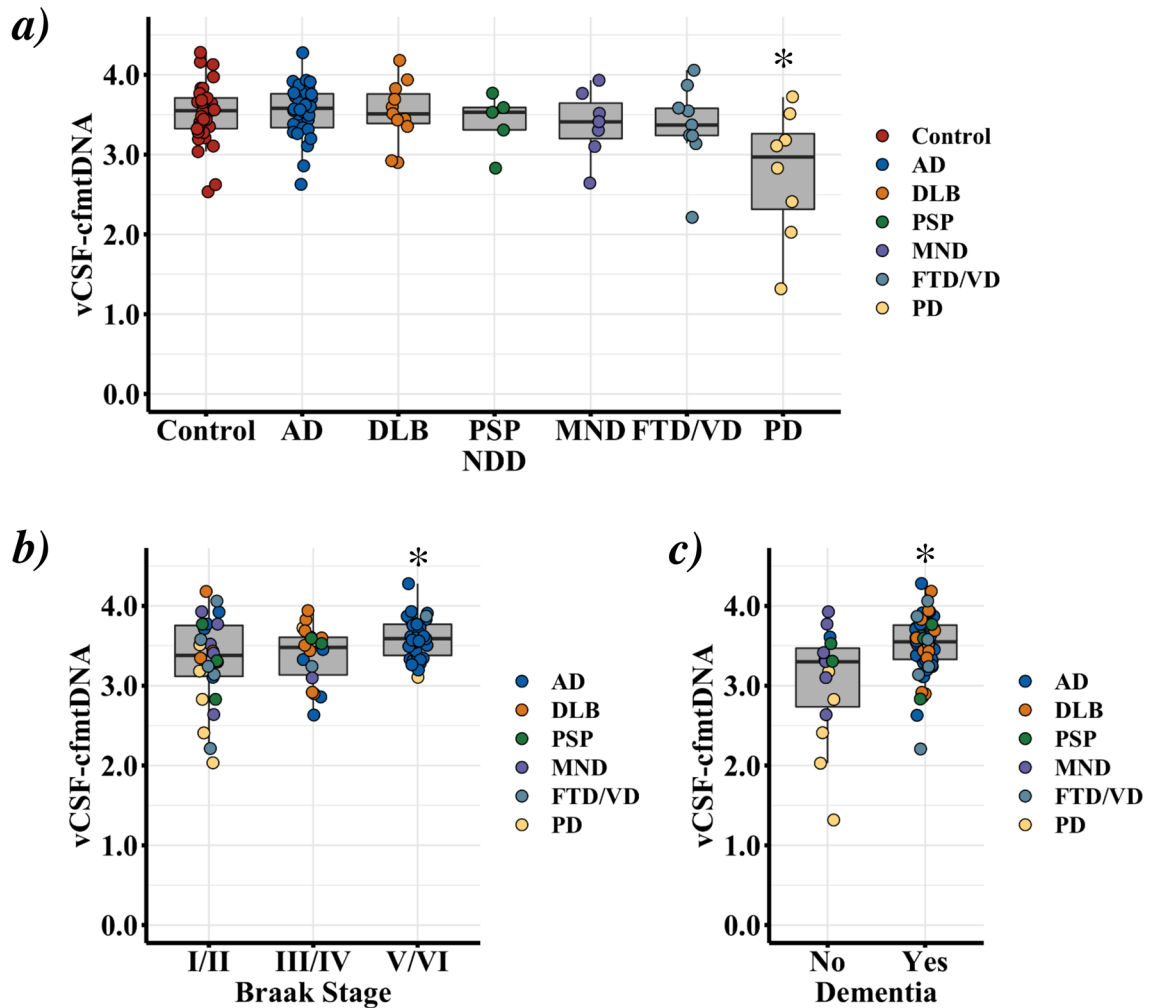 a)
vCSF-cfmtDNA
4.0
3.0
2.0
1.0
0.0
*
Control AD DLB PSP MND FTD/VD PD
NDD
Control
AD
DLB
PSP
MND
FTD/VD
PD
b)
vCSF-cfmtDNA
4.0
3.0
2.0
1.0
0.0
*
I/II III/IV V/VI
Braak Stage
AD
DLB
PSP
MND
FTD/VD
PD
c)
vCSF-cfmtDNA
4.0
3.0
2.0
1.0
0.0
*
No Yes
Dementia
AD
DLB
PSP
MND
FTD/VD
PD